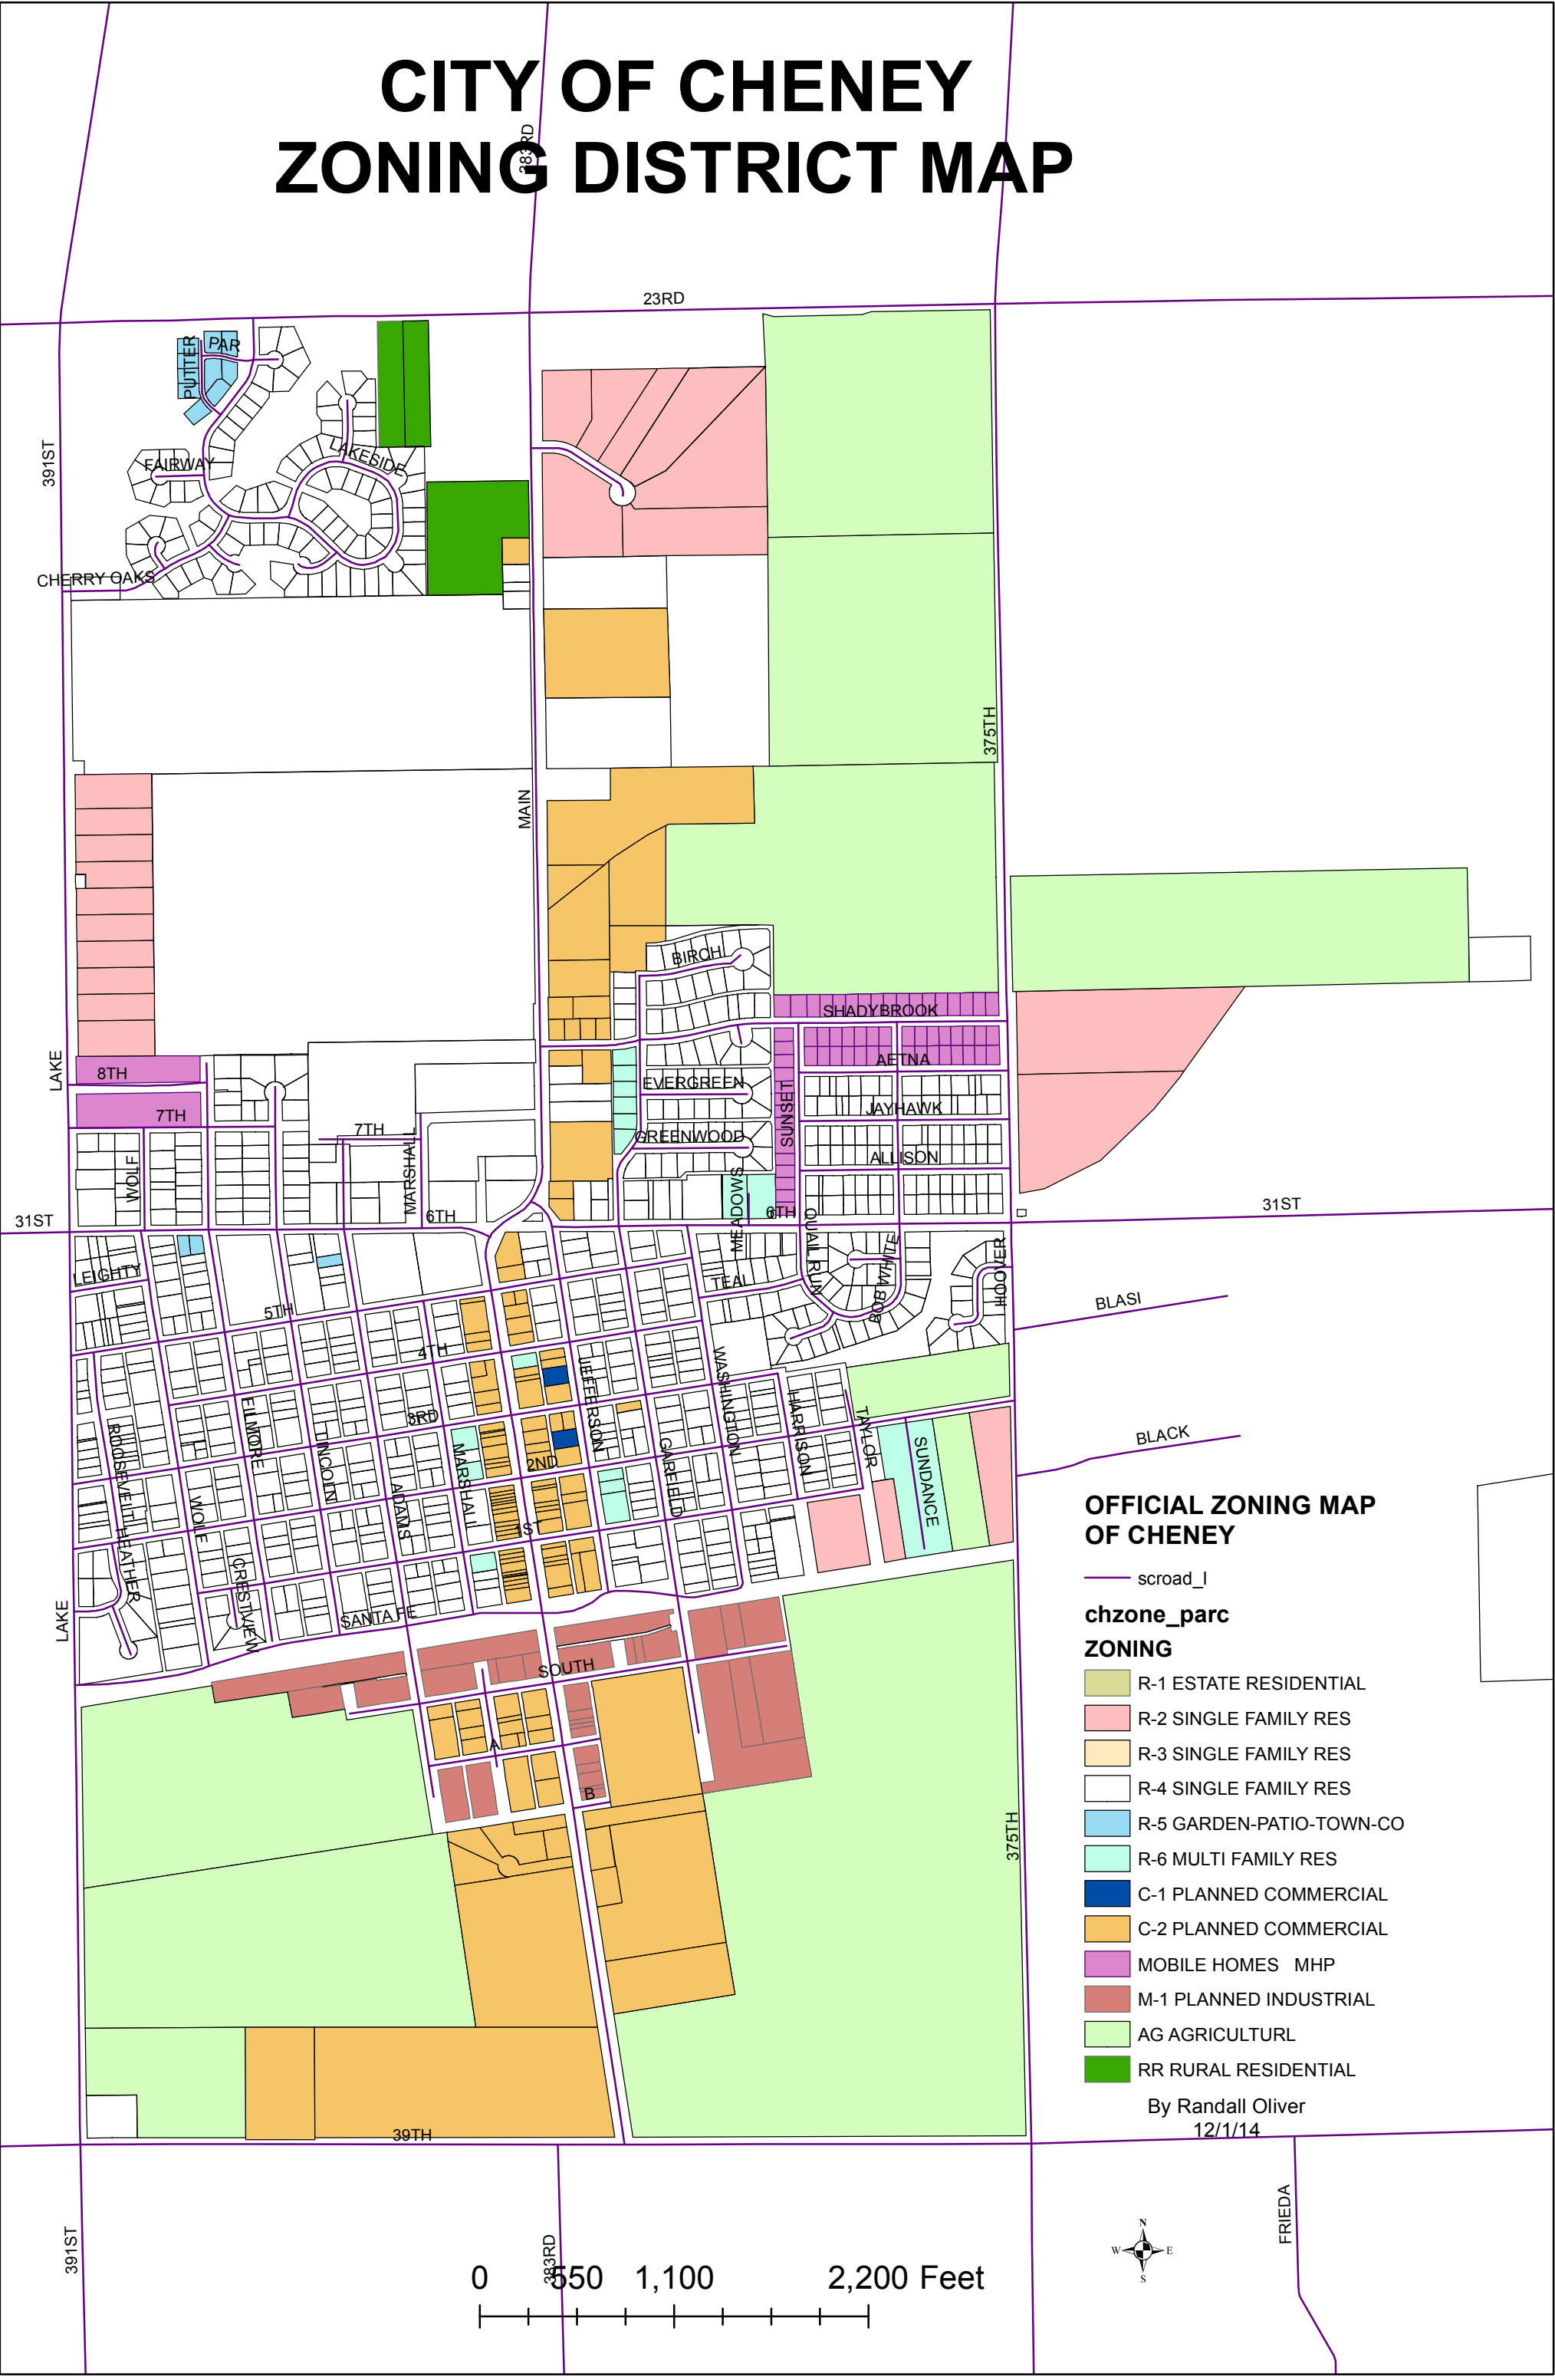 CITY OF CHENEY
ZONING DISTRICT MAP
383RD
23RD
PAR
PUTTER
391ST
FAIRWAY
LAKESIDE
CHERRY OAKS
375TH
MAIN
BIRCH
SHADYBROOK
LAKE
8TH
AETNA
EVERGREEN
SUNSET
7TH
JAYHAWK
7TH
MARSHALL
GREENWOOD
ALLISON
WOLF
MEADOWS
31ST
6TH
6TH
31ST
QUAIL RUN
BOB WHITE
HOOVER
LEIGHTY
TEAL
5TH
BLASI
4TH
JEFFERSON
WASHINGTON
HARRISON
TAYLOR
3RD
ROOSEVELT
FILMORE
LINCOLN
MARSHALL
2ND
GARFIELD
SUNDANCE
BLACK
WOLF
ADAMS
1ST
HEATHER
CRESTVIEW
LAKE
SANTA FE
SOUTH
A
B
375TH
39TH
OFFICIAL ZONING MAP
OF CHENEY
scroad_l
chzone_parc
ZONING
R-1 ESTATE RESIDENTIAL
R-2 SINGLE FAMILY RES
R-3 SINGLE FAMILY RES
R-4 SINGLE FAMILY RES
R-5 GARDEN-PATIO-TOWN-CO
R-6 MULTI FAMILY RES
C-1 PLANNED COMMERCIAL
C-2 PLANNED COMMERCIAL
MOBILE HOMES MHP
M-1 PLANNED INDUSTRIAL
AG AGRICULTURL
RR RURAL RESIDENTIAL
By Randall Oliver
12/1/14
391ST
383RD
FRIEDA
N
W E
S
0 550 1,100 2,200 Feet